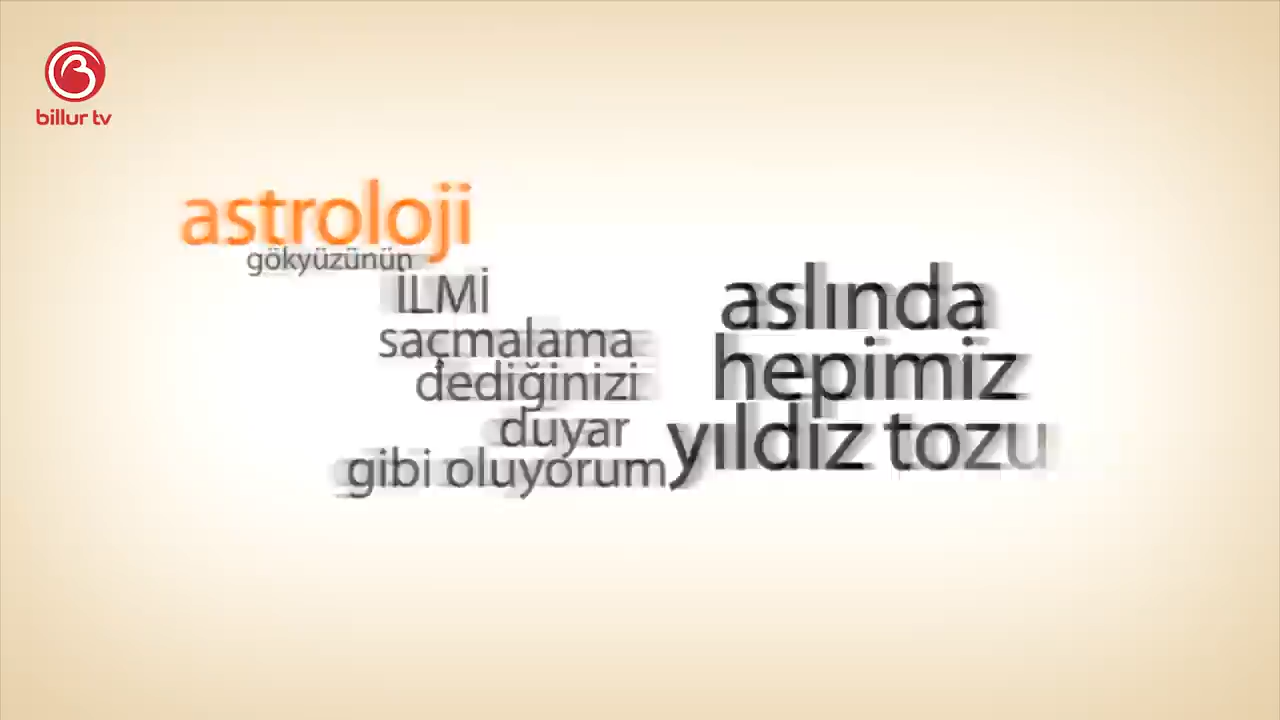 billur tv
astroloji
gökyüzünün
İLMİ
saçmalama
dediğinizi
duyar
gibi oluyorum
aslında
hepimiz
yıldız tozu